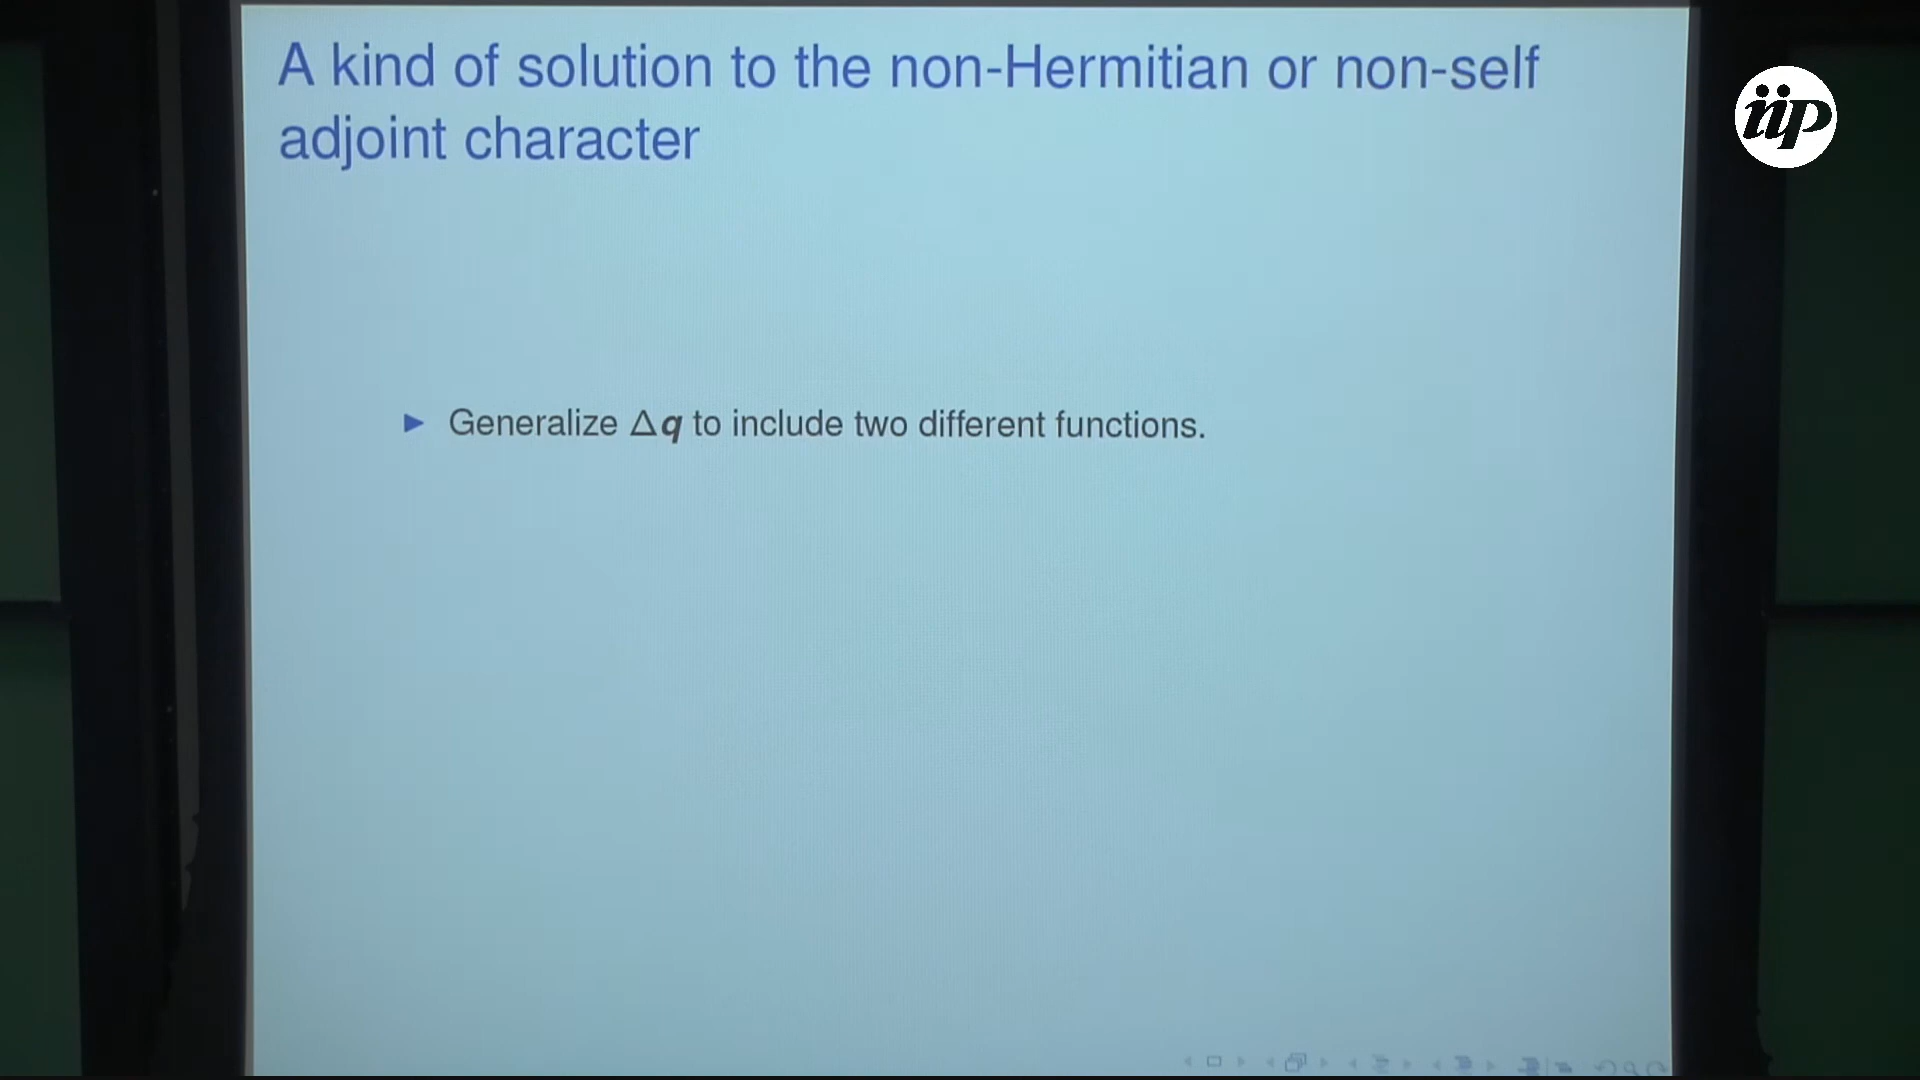 A kind of solution to the non-Hermitian or non-self
adjoint character
iip
▶ Generalize Δq to include two different functions.